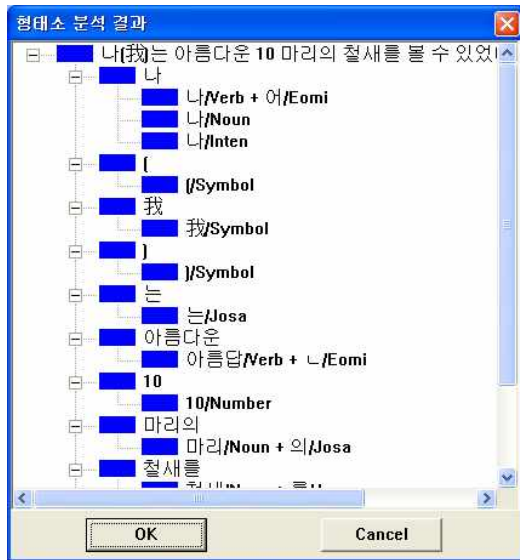 형태소 분석 결과
나(我)는 아름다운 10 마리의 철새를 볼 수 있었
나
나/Verb + 어/Eomi
나/Noun
나/Inten
(
(/Symbol
我
我/Symbol
)
)/Symbol
는
는/Josa
아름다운
아름답/Verb + ㄴ/Eomi
10
10/Number
마리의
마리/Noun + 의/Josa
철새를
OK
Cancel